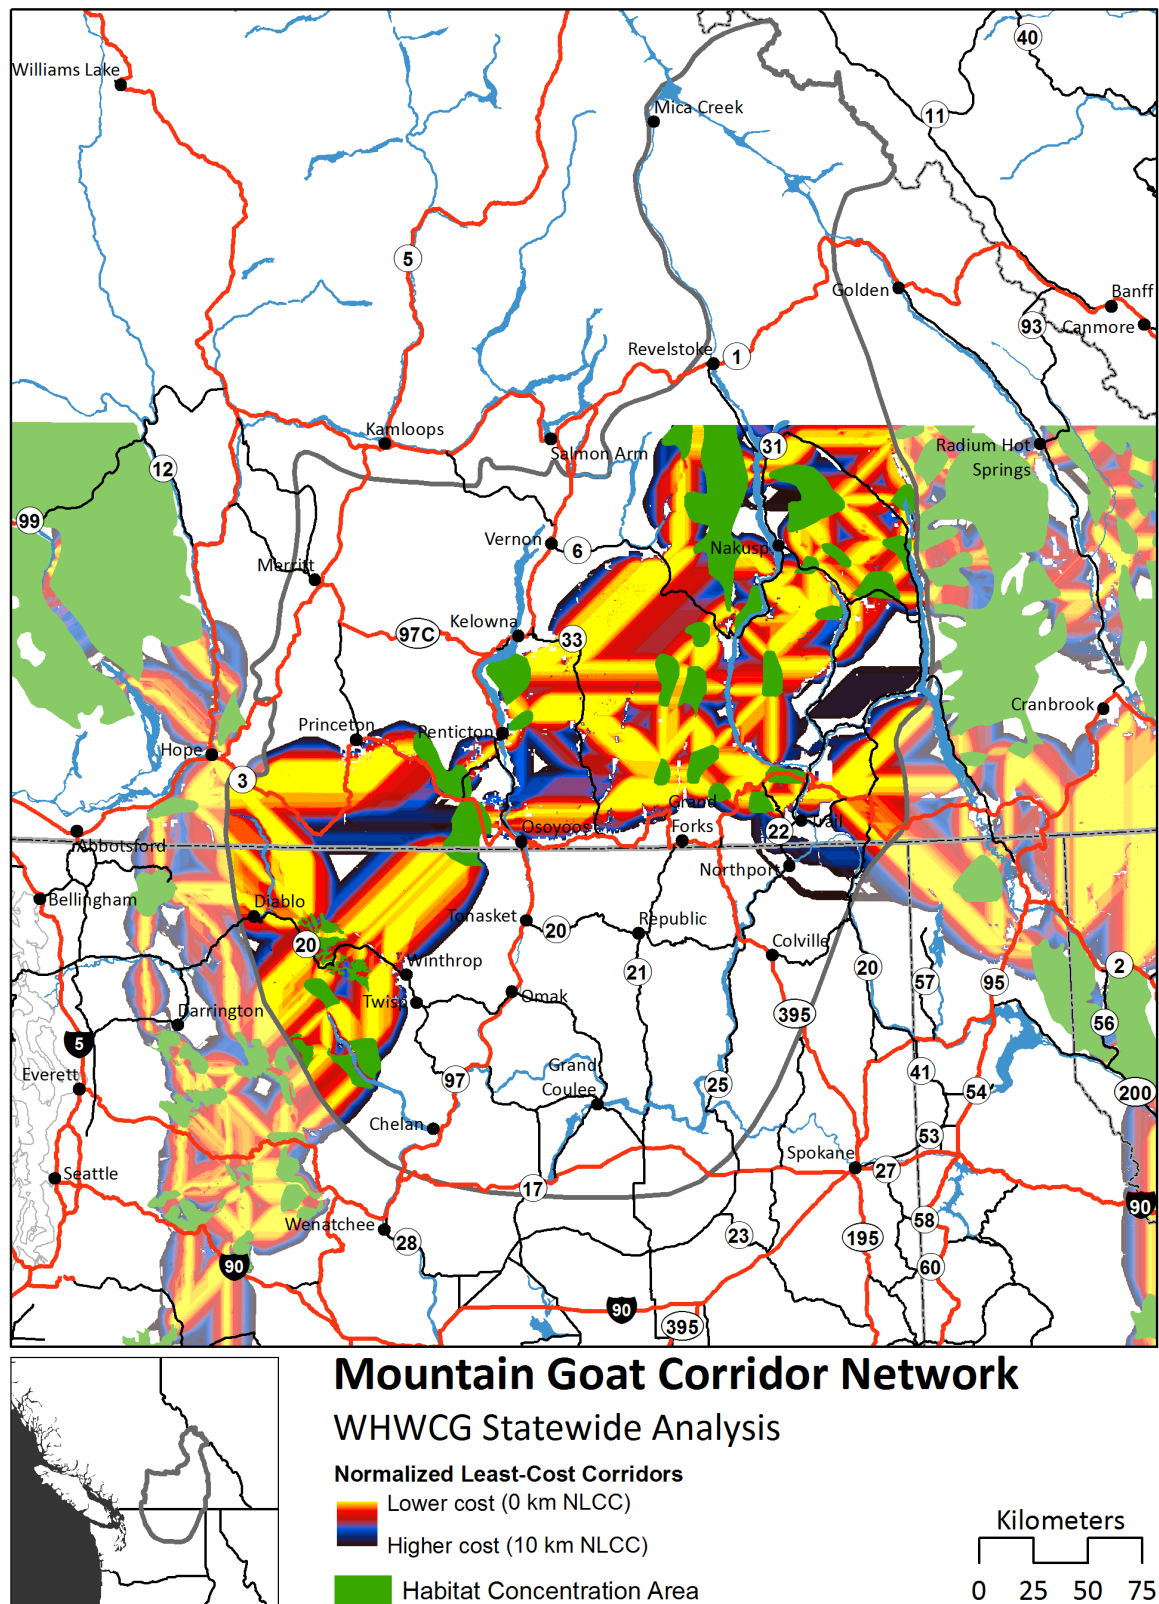 40
Williams Lake
Mica Creek
11
5
Golden
Banff
93
Canmore
Revelstoke
1
Kamloops
Salmon Arm
31
Radium Hot
Springs
12
99
Vernon
6
Nakusp
Merritt
Kelowna
97C
33
Cranbrook
Princeton
Penticton
Hope
3
Grand
Forks
Osoyoos
22
Trail
Abbotsford
Northport
Bellingham
Diablo
Tonasket
20
Republic
20
Colville
Winthrop
21
20
57
95
2
Twisp
Omak
Darrington
395
56
5
Everett
97
Grand
Coulee
25
41
54
200
Chelan
53
Spokane
27
Seattle
17
90
Wenatchee
28
23
195
58
60
90
90
395
Mountain Goat Corridor Network
WHWCG Statewide Analysis
Normalized Least-Cost Corridors
Lower cost (0 km NLCC)
Higher cost (10 km NLCC)
Habitat Concentration Area
Kilometers
0 25 50 75